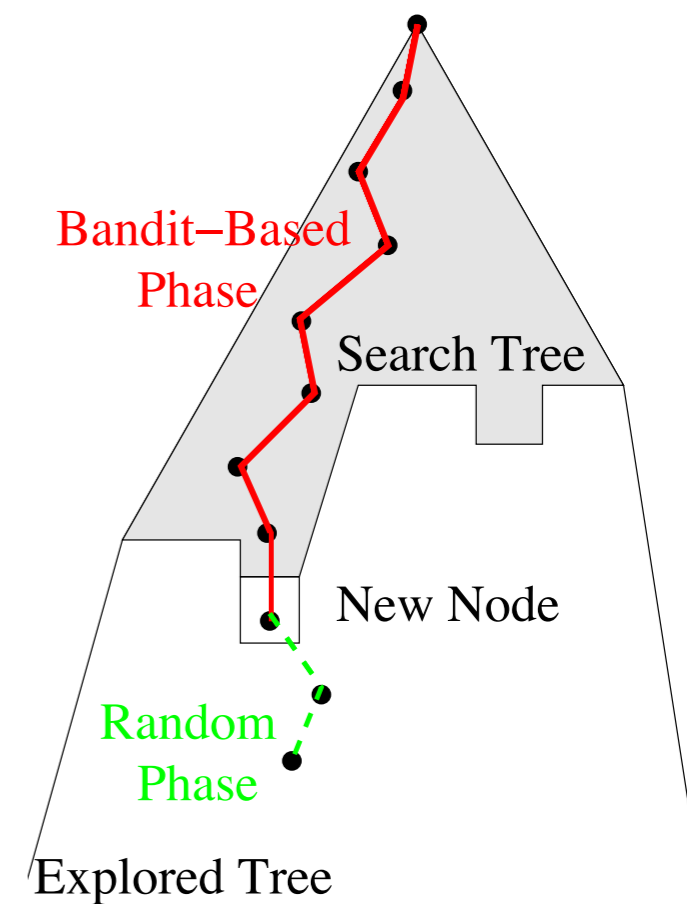 Bandit−Based
Phase
Search Tree
New Node
Random
Phase
Explored Tree